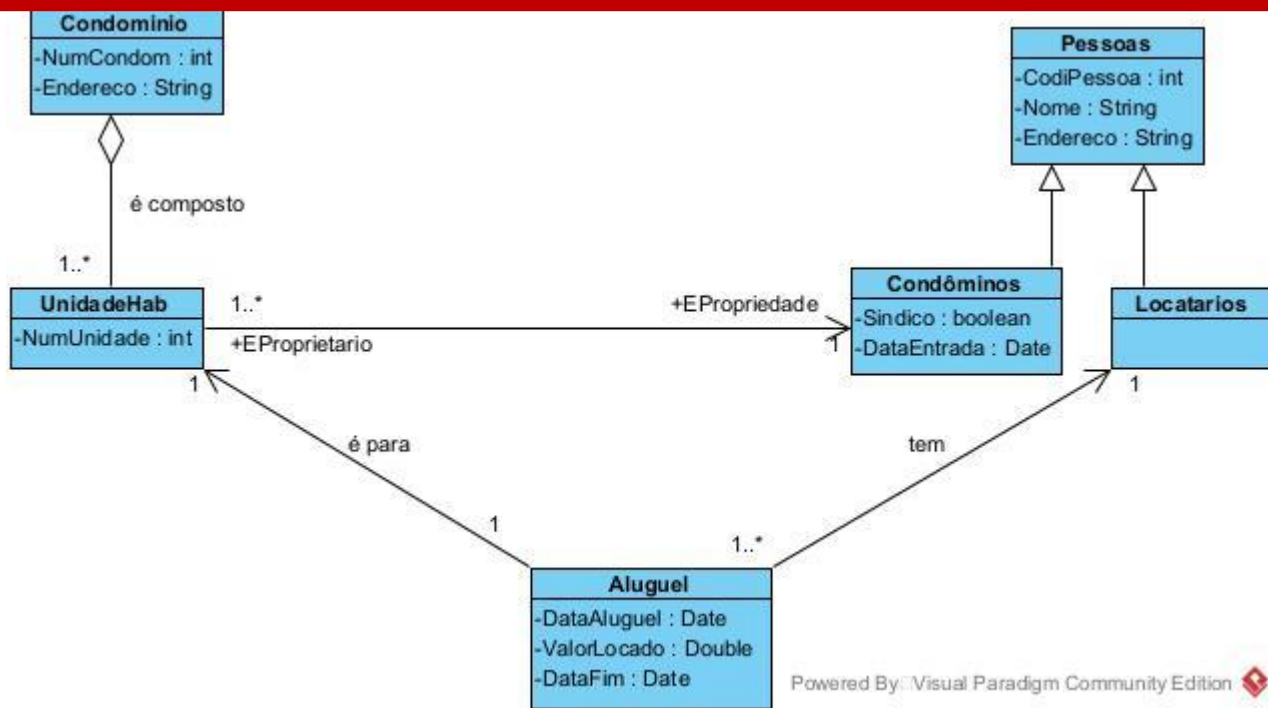 Condominio
-NumCondom : int
-Endereco : String
Pessoas
-CodiPessoa : int
-Nome : String
-Endereco : String
é composto
1..*
UnidadeHab
-NumUnidade : int
1..*
+EProprietario
+EPropriedade
1
Condôminos
-Sindico : boolean
-DataEntrada : Date
Locatarios
1
é para
1
tem
1
1..*
Aluguel
-DataAluguel : Date
-ValorLocado : Double
-DataFim : Date
Powered By Visual Paradigm Community Edition